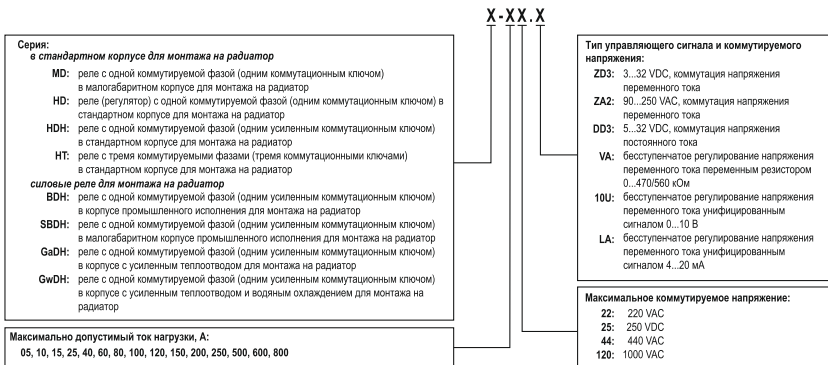 X-XX.X
Серия:
в стандартном корпусе для монтажа на радиатор
MD: реле с одной коммутируемой фазой (одним коммутационным ключом)
в малогабаритном корпусе для монтажа на радиатор
HD: реле (регулятор) с одной коммутируемой фазой (одним коммутационным ключом) в
стандартном корпусе для монтажа на радиатор
HDH: реле с одной коммутируемой фазой (одним усиленным коммутационным ключом)
в стандартном корпусе для монтажа на радиатор
HT: реле с тремя коммутируемыми фазами (тремя коммутационными ключами)
в стандартном корпусе для монтажа на радиатор
силовые реле для монтажа на радиатор
BDH: реле с одной коммутируемой фазой (одним усиленным коммутационным ключом)
в корпусе промышленного исполнения для монтажа на радиатор
SBDH: реле с одной коммутируемой фазой (одним усиленным коммутационным ключом)
в малогабаритном корпусе промышленного исполнения для монтажа на радиатор
GaDH: реле с одной коммутируемой фазой (одним усиленным коммутационным ключом)
в корпусе с усиленным теплоотводом для монтажа на радиатор
GwDH: реле с одной коммутируемой фазой (одним усиленным коммутационным ключом)
в корпусе с усиленным теплоотводом и водяным охлаждением для монтажа на
радиатор
Максимально допустимый ток нагрузки, А:
05, 10, 15, 25, 40, 60, 80, 100, 120, 150, 200, 250, 500, 600, 800
Тип управляющего сигнала и коммутируемого
напряжения:
ZD3: 3...32 VDC, коммутация напряжения
переменного тока
ZA2: 90...250 VAC, коммутация напряжения
переменного тока
DD3: 5...32 VDC, коммутация напряжения
постоянного тока
VA: бесступенчатое регулирование напряжения
переменного тока переменным резистором
0...470/560 кОм
10U: бесступенчатое регулирование напряжения
переменного тока унифицированным
сигналом 0...10 В
LA: бесступенчатое регулирование напряжения
переменного тока унифицированным
сигналом 4...20 мА
Максимальное коммутируемое напряжение:
22: 220 VAC
25: 250 VDC
44: 440 VAC
120: 1000 VAC